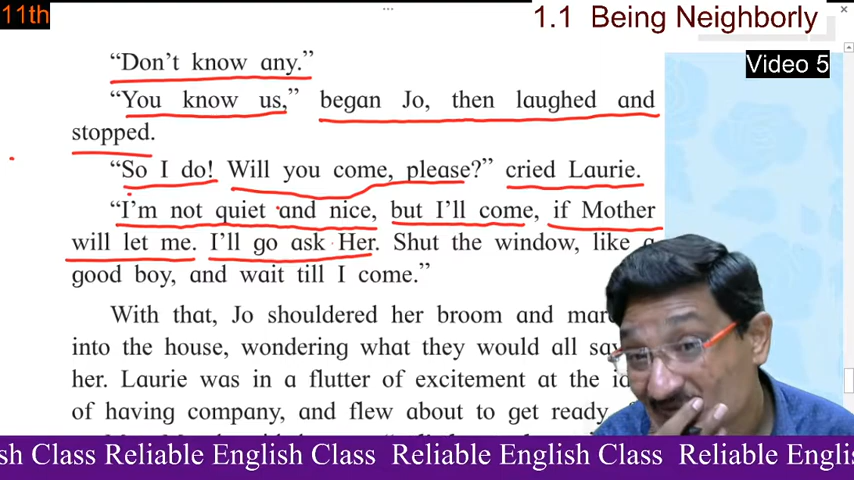 11th
1.1 Being Neighborly
Video 5
“Don’t know any.”
“You know us,” began Jo, then laughed and
stopped.
“So I do! Will you come, please?” cried Laurie.
“I’m not quiet and nice, but I’ll come, if Mother
will let me. I’ll go ask Her. Shut the window, like a
good boy, and wait till I come.”
With that, Jo shouldered her broom and
into the house, wondering what they would all
her. Laurie was in a flutter of excitement at the
of having company, and flew about to get ready
sh Class Reliable English Class Reliable English Class Reliable Englis